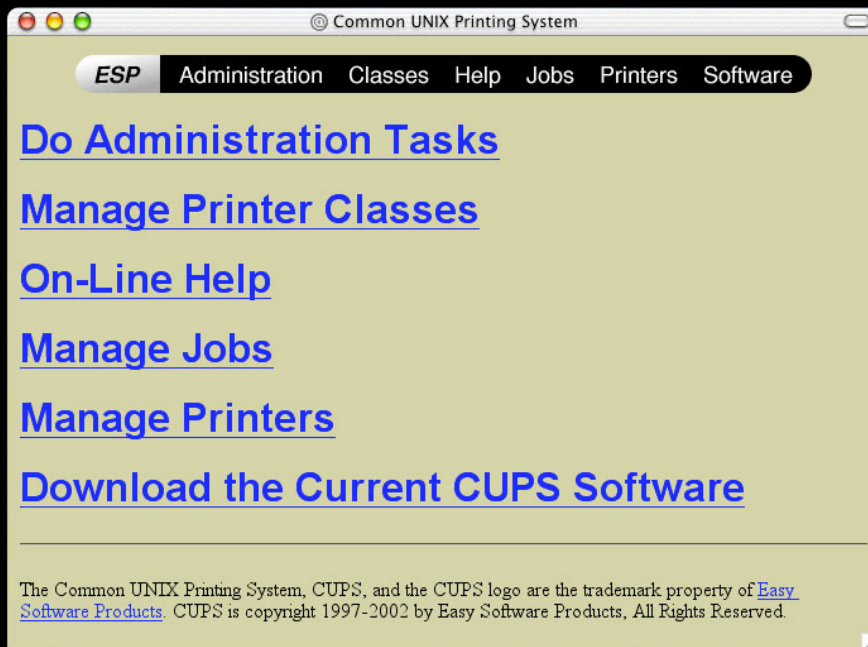 Common UNIX Printing System
ESP Administration Classes Help Jobs Printers Software
Do Administration Tasks
Manage Printer Classes
On-Line Help
Manage Jobs
Manage Printers
Download the Current CUPS Software
The Common UNIX Printing System, CUPS, and the CUPS logo are the trademark property of Easy
Software Products. CUPS is copyright 1997-2002 by Easy Software Products, All Rights Reserved.